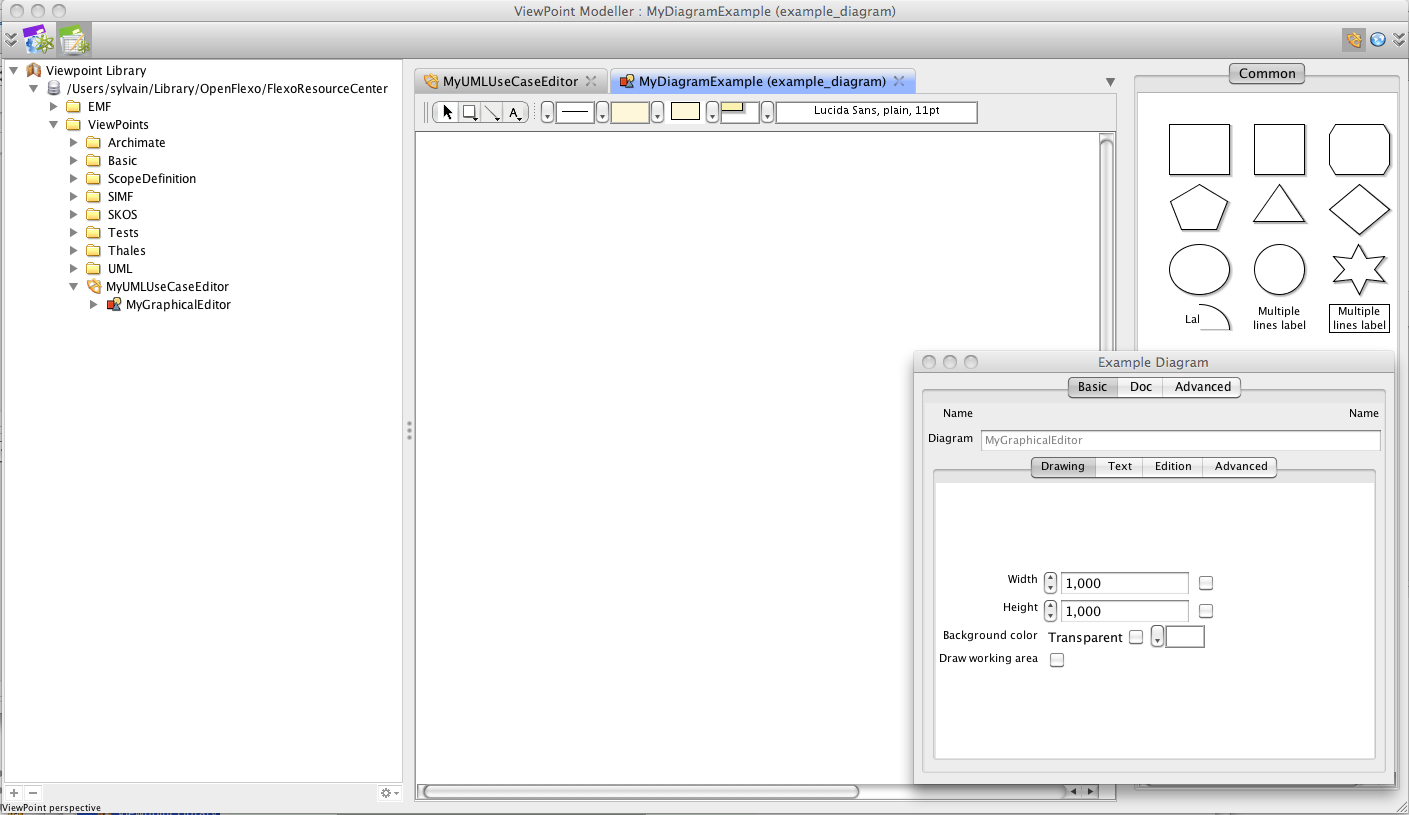 ViewPoint Modeller : MyDiagramExample (example_diagram)
Viewpoint Library
/Users/sylvain/Library/OpenFlexo/FlexoResourceCenter
EMF
ViewPoints
Archimate
Basic
ScopeDefinition
SIMF
SKOS
Tests
Thales
UML
MyUMLUseCaseEditor
MyGraphicalEditor
VViewPoint perspective
MyUMLUseCaseEditor
MyDiagramExample (example_diagram)
A
Lucida Sans, plain, 11pt
Common
Lal
Multiple
lines label
Multiple
lines label
Example Diagram
Basic Doc Advanced
Name Name
Diagram MyGraphicalEditor
Drawing Text Edition Advanced
Width 1,000
Height 1,000
Background color Transparent
Draw working area